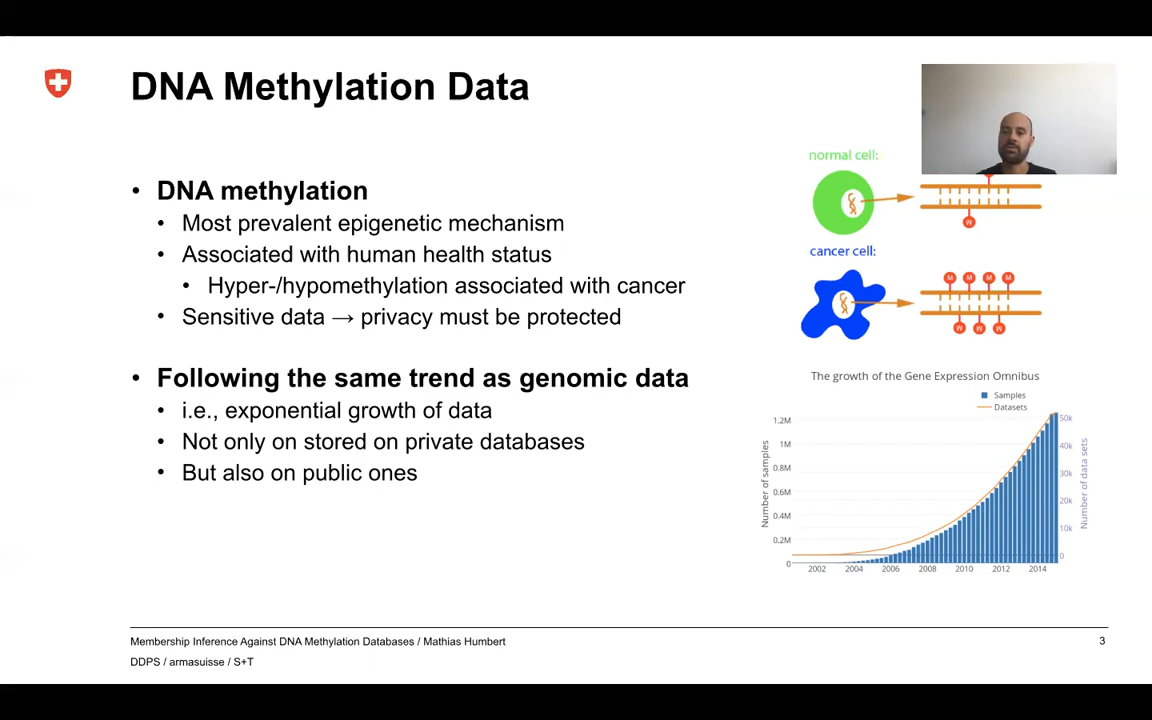 DNA Methylation Data
• DNA methylation
• Most prevalent epigenetic mechanism
• Associated with human health status
• Hyper-/hypomethylation associated with cancer
• Sensitive data → privacy must be protected
• Following the same trend as genomic data
• i.e., exponential growth of data
• Not only on stored on private databases
• But also on public ones
normal cell:
M
cancer cell:
M M M M
M M M
The growth of the Gene Expression Omnibus
Samples
Datasets
Number of samples
1.2M
1M
0.8M
0.6M
0.4M
0.2M
0
50k
40k
30k
20k
10k
0
Number of data sets
2002 2004 2006 2008 2010 2012 2014
Membership Inference Against DNA Methylation Databases / Mathias Humbert
3
DDPS / armasuisse / S+T